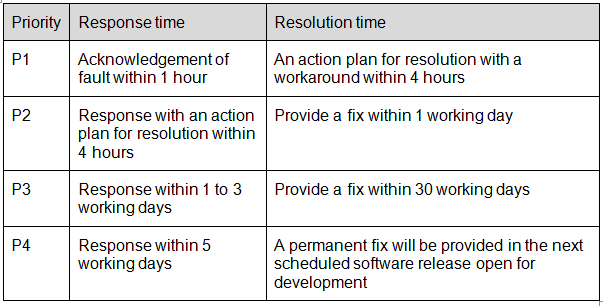 Priority Response time Resolution time
P1 Acknowledgement of An action plan for resolution with a
fault within 1 hour workaround within 4 hours
P2 Response with an action Provide a fix within 1 working day
plan for resolution within
4 hours
P3 Response within 1 to 3 Provide a fix within 30 working days
working days
P4 Response within 5 A permanent fix will be provided in the next
working days scheduled software release open for
development